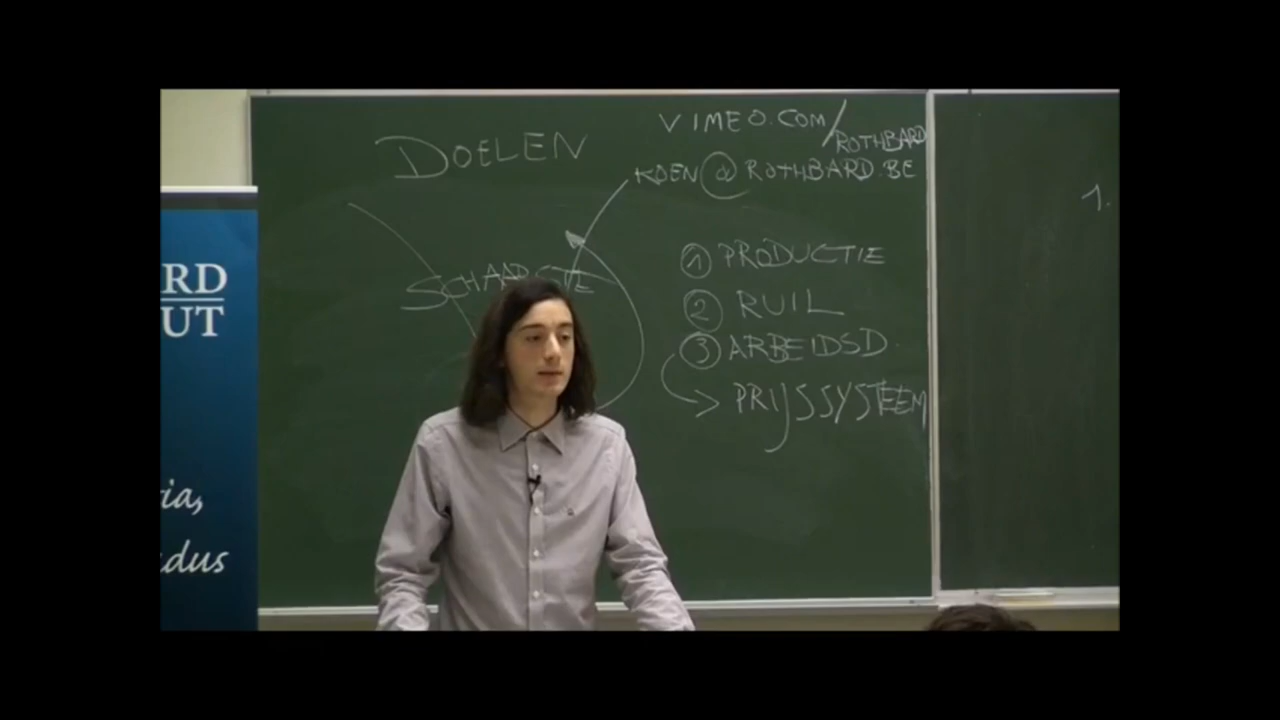 DOELEN
SCHAARSTE
VIMEO.COM/ROTHBARD
KOEN@ROTHBARD.BE
1 PRODUCTIE
2 RUIL
3 ARBEIDSD
PRIJSSYSTEEM
1.
RD
UT
ia,
dus